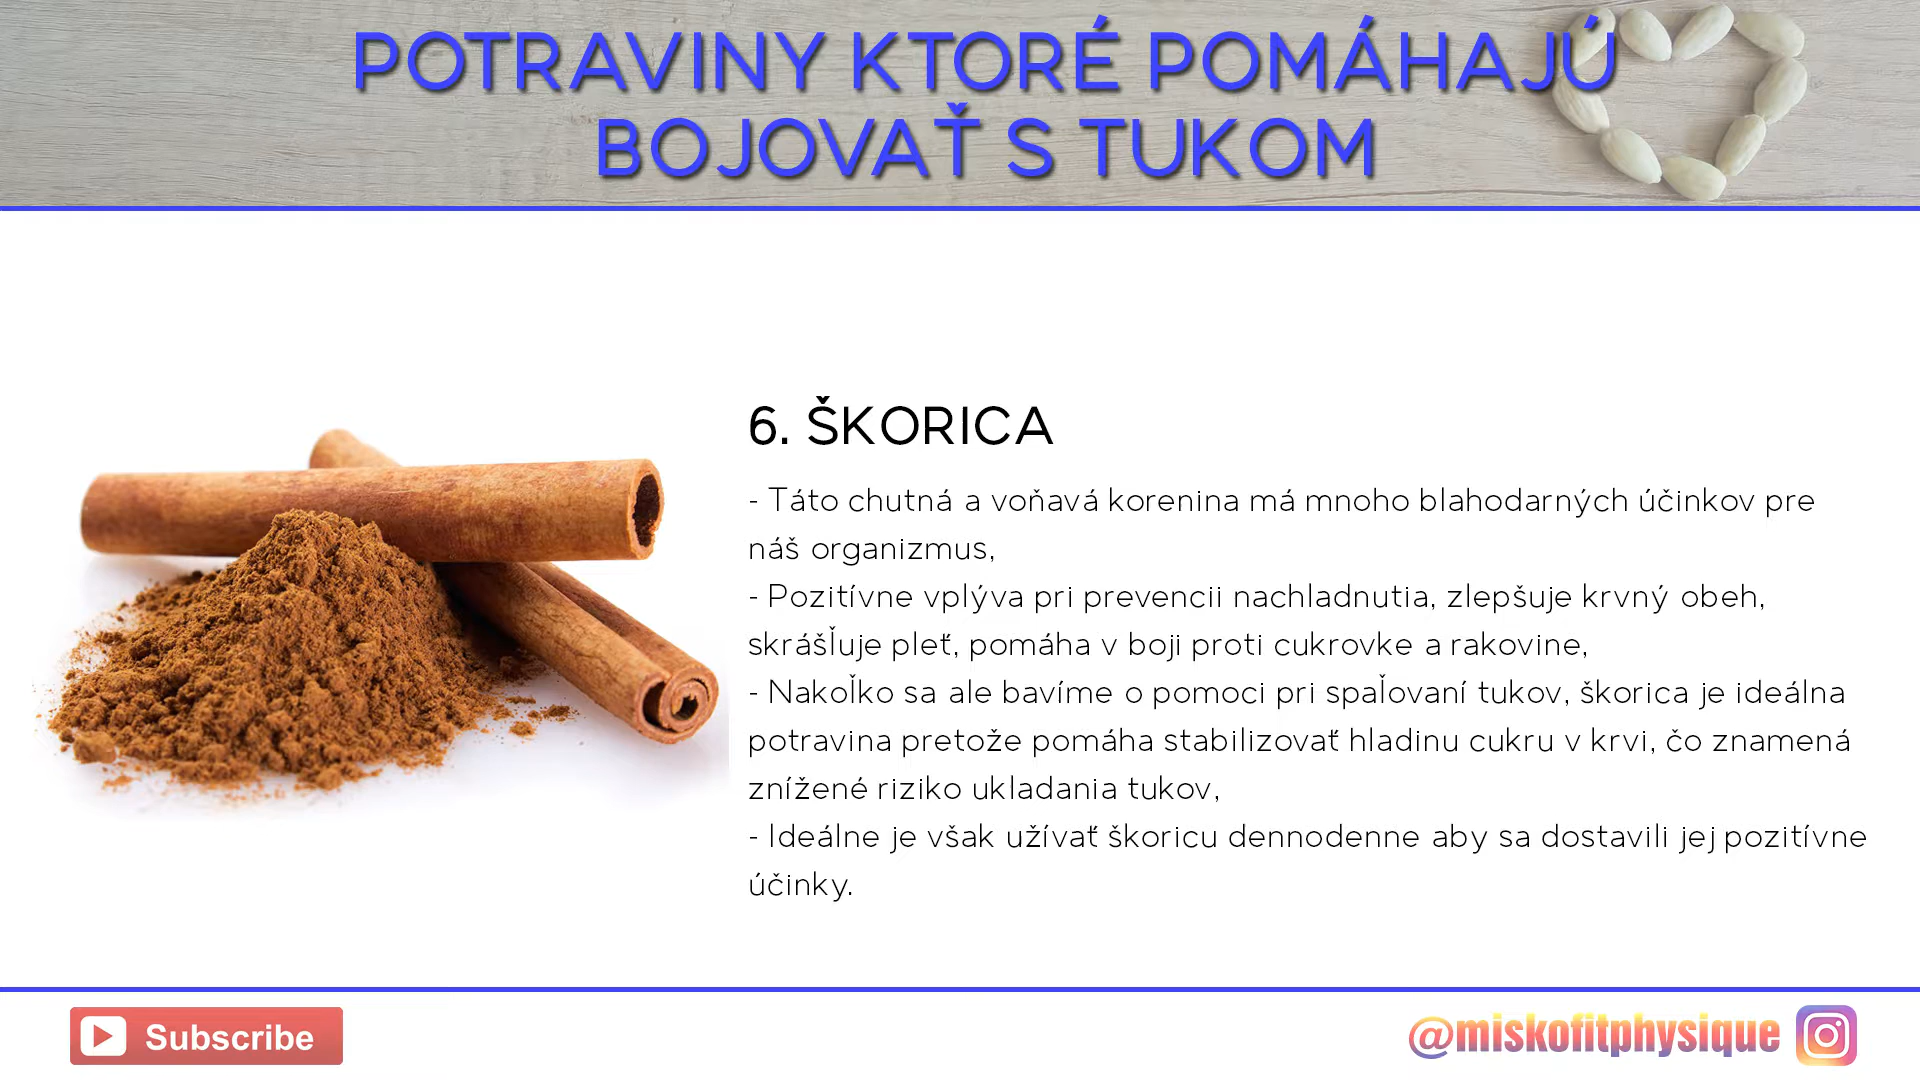 POTRAVINY KTORÉ POMÁHAJÚ
BOJOVAŤ S TUKOM
6. ŠKORICA
- Táto chutná a voňavá korenina má mnoho blahodarných účinkov pre
náš organizmus,
- Pozitívne vplýva pri prevencii nachladnutia, zlepšuje krvný obeh,
skrášľuje pleť, pomáha v boji proti cukrovke a rakovine,
- Nakoľko sa ale bavíme o pomoci pri spaľovaní tukov, škorica je ideálna
potravina pretože pomáha stabilizovať hladinu cukru v krvi, čo znamená
znížené riziko ukladania tukov,
- Ideálne je však užívať škoricu dennodenne aby sa dostavili jej pozitívne
účinky.
Subscribe
@miskofitphysique